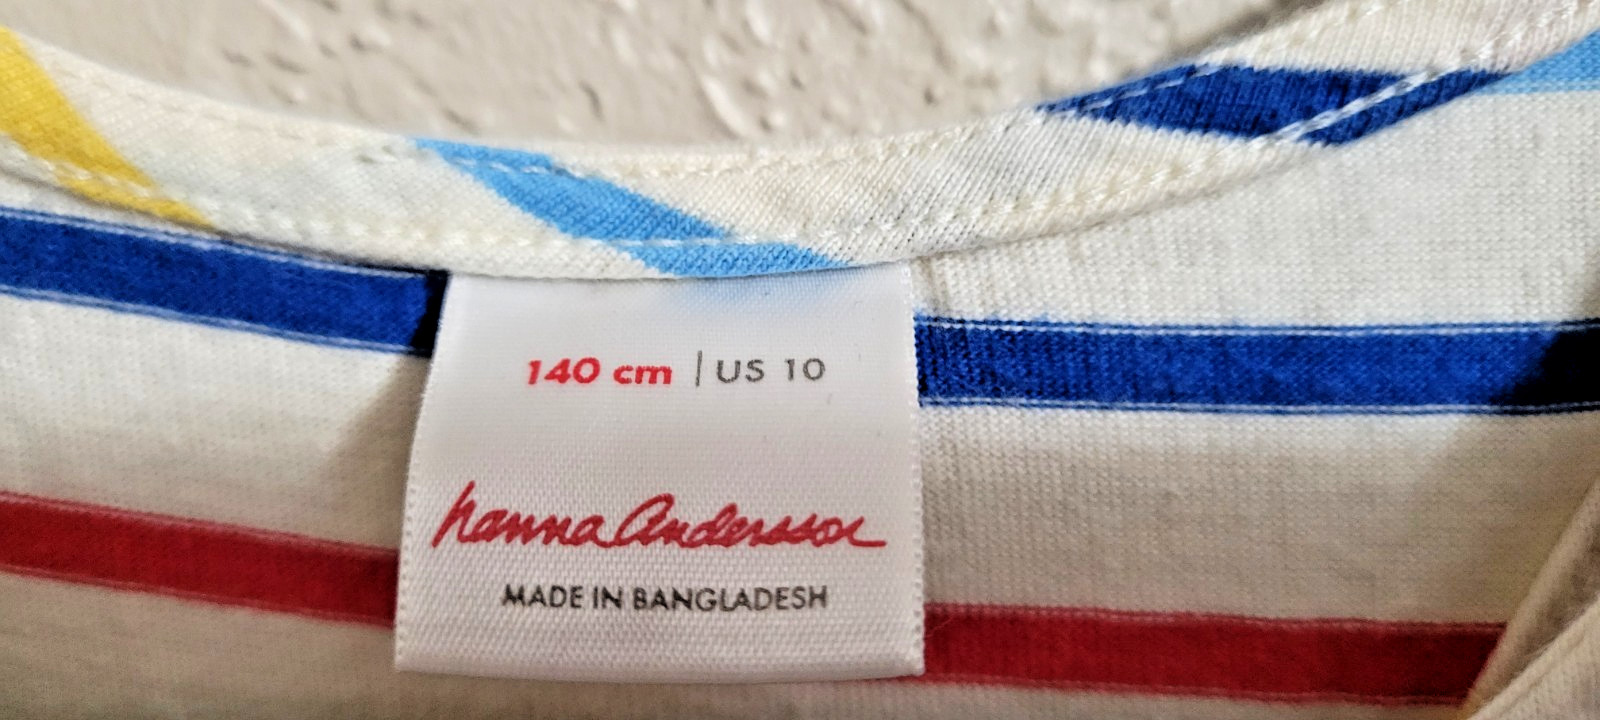 140 cm | US 10
hanna Andersson
MADE IN BANGLADESH